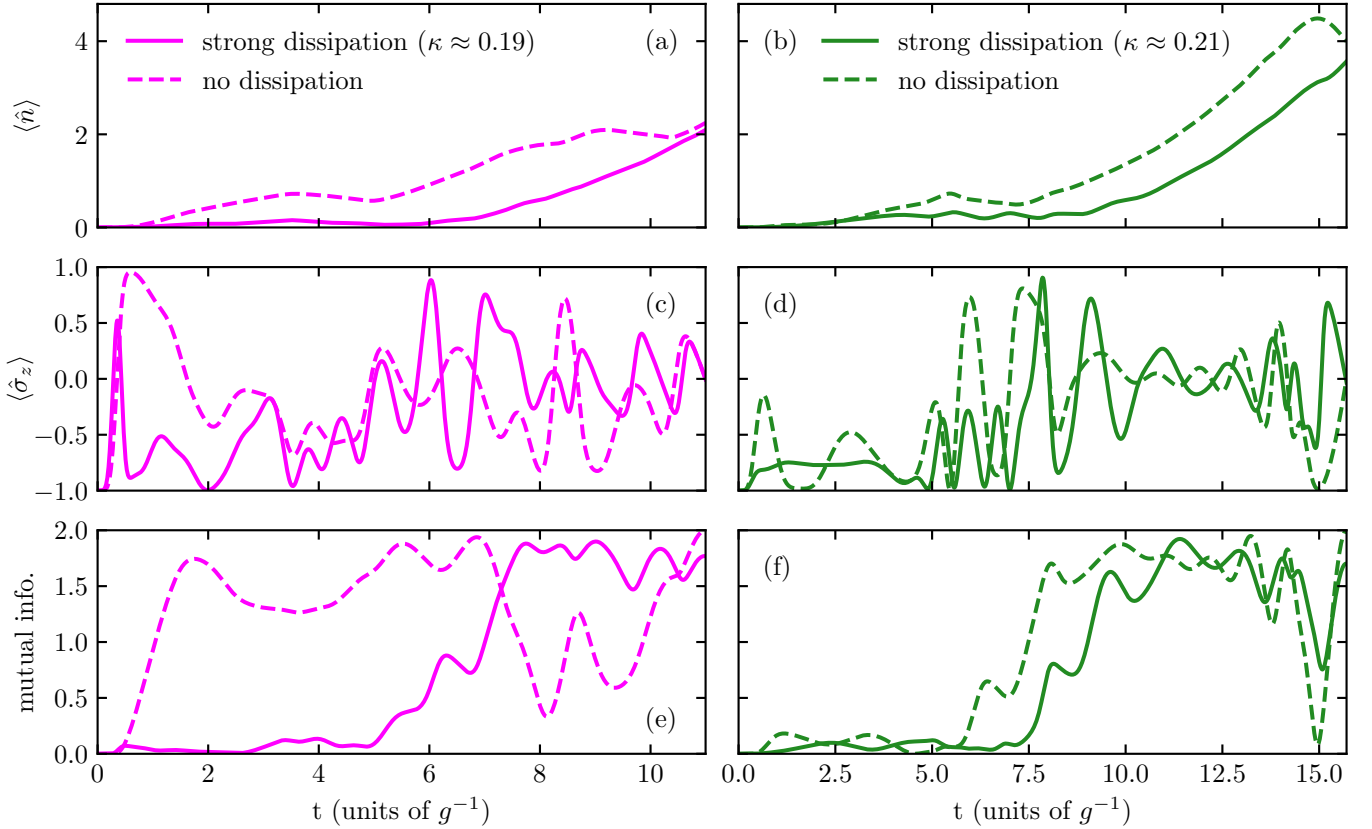 strong dissipation (κ ≈ 0.19)
no dissipation
(a)
⟨n̂⟩
4
2
0
strong dissipation (κ ≈ 0.21)
no dissipation
(b)
⟨σ̂z⟩
1.0
0.5
0.0
−0.5
−1.0
(c)
(d)
mutual info.
2.0
1.5
1.0
0.5
0.0
(e)
(f)
0 2 4 6 8 10
t (units of g⁻¹)
0.0 2.5 5.0 7.5 10.0 12.5 15.0
t (units of g⁻¹)